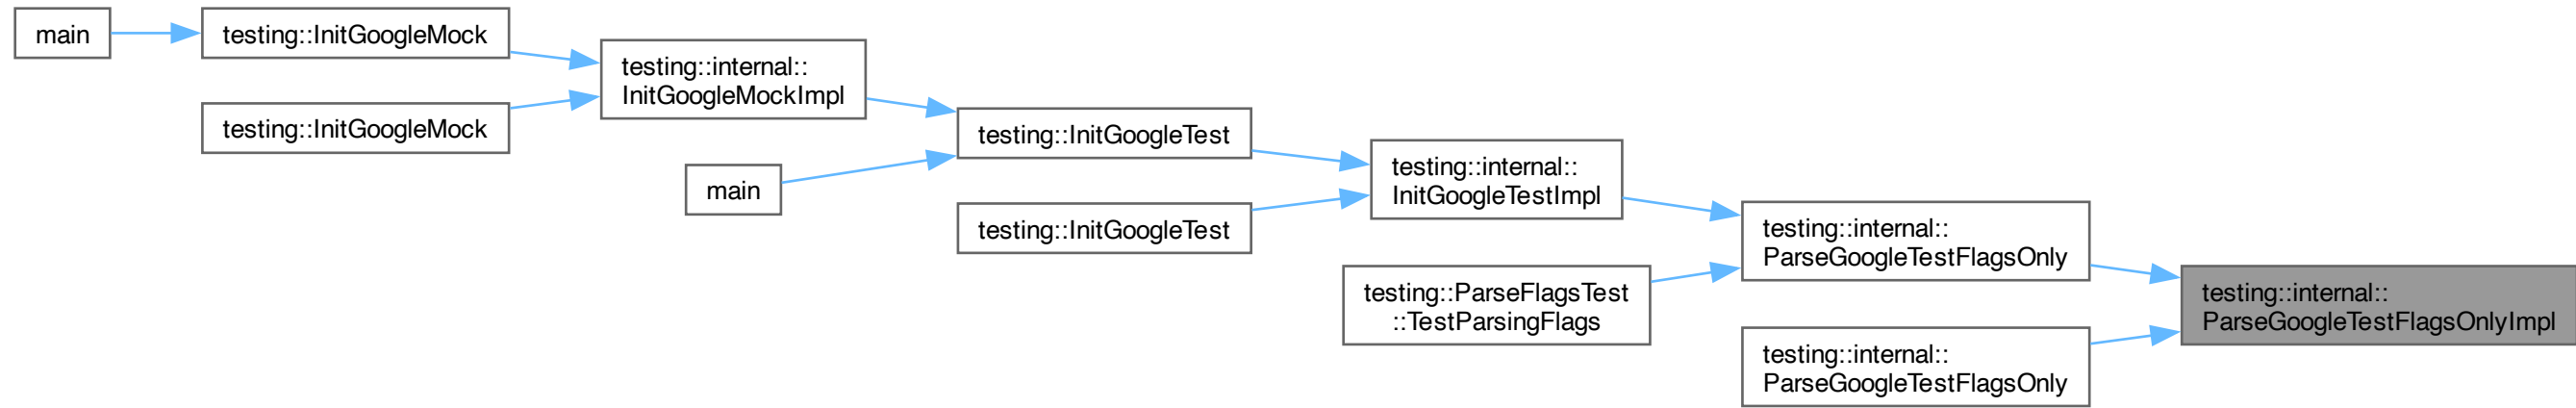 main
testing::InitGoogleMock
testing::InitGoogleMock
testing::internal::
InitGoogleMockImpl
main
testing::InitGoogleTest
testing::InitGoogleTest
testing::internal::
InitGoogleTestImpl
testing::ParseFlagsTest
::TestParsingFlags
testing::internal::
ParseGoogleTestFlagsOnly
testing::internal::
ParseGoogleTestFlagsOnly
testing::internal::
ParseGoogleTestFlagsOnlyImpl